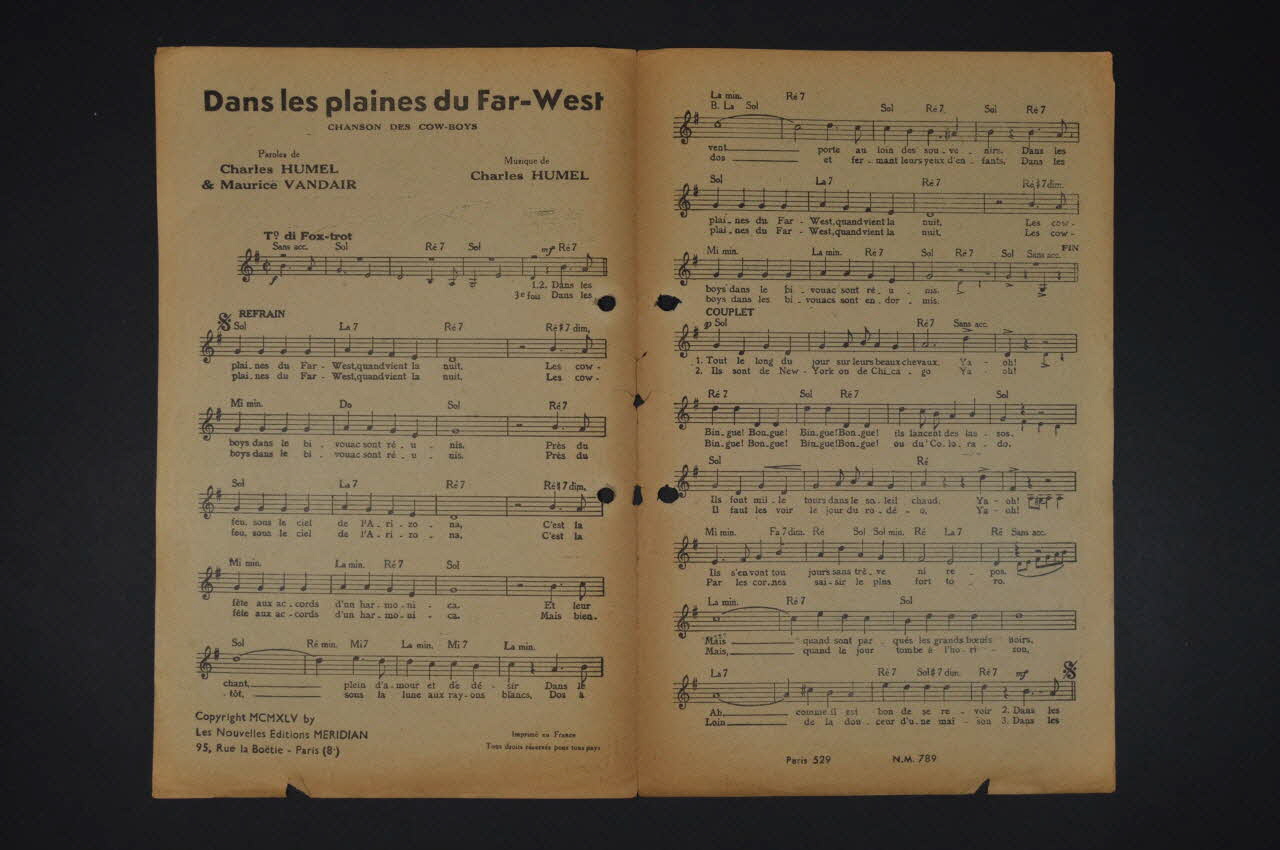 Dans les plaines du Far-West
CHANSON DES COW-BOYS
Paroles de
Charles HUMEL
& Maurice VANDAIR
Musique de
Charles HUMEL
Tº di Fox-trot
Sans acc. Sol Ré 7 Sol mf Ré 7
f
1.2. Dans les
3e fois Dans les
REFRAIN
Sol La 7 Ré 7 Ré♯7 dim,
plai-nes du Far-West,quandvient la nuit, Les cow-
plai-nes du Far-West,quandvient la nuit, Les cow-
Mi min. Do Sol Ré 7
boys dans le bi-vouac sont ré-u-nis. Près du
boys dans le bi-vouac sont ré-u-nis. Près du
Sol La 7 Ré 7 Ré♯7 dim,
feu, sous le ciel de l'A-ri-zo-na, C'est la
feu, sous le ciel de l'A-ri-zo-na, C'est la
Mi min. La min. Ré 7 Sol
fête aux ac-cords d'un har-mo-ni-ca. Et leur
fête aux ac-cords d'un har-mo-ni-ca. Mais bien-
Sol Ré min. Mi7 La min. Mi 7 La min.
chant, plein d'a-mour et de dé-sir Dans le
-tôt, sous la lune aux ray-ons blancs, Dos à
Copyright MCMXLV by
Les Nouvelles Editions MERIDIAN
95, Rue la Boëtie - Paris (8e)
Imprimé en France
Tous droits réservés pour tous pays
La min. Ré 7
B. La Sol Sol Ré 7 Sol Ré 7
vent porte au loin des sou-ve-nirs. Dans les
dos et fer-mant leurs yeux d'en-fants, Dans les
Sol La 7 Ré 7 Ré♯7 dim.
plai-nes du Far-West,quandvient la nuit, Les cow-
plai-nes du Far-West,quandvient la nuit, Les cow-
Mi min. La min. Ré 7 Sol Ré 7 Sol Sans acc. FIN
boys dans le bi-vouac sont ré-u-nis.
boys dans les bi-vouacs sont en-dor-mis.
COUPLET
p Sol Ré 7 Sans acc.
1. Tout le long du jour sur leurs beaux chevaux. Ya-oh!
2. Ils sont de New-York ou de Chi-ca-go Ya-oh!
Ré 7 Sol Ré 7 Sol
Bin-gue! Bon-gue! Bin-gue!Bon-gue! ils lancent des las-sos.
Bin-gue! Bon-gue! Bin-gue!Bon-gue! ou du Co-lo-ra-do.
Sol Ré
Ils font mil-le tours dans le so-leil chaud. Ya-oh!
Il faut les voir le jour du ro-dé-o, Ya-oh!
Mi min. Fa 7 dim. Ré Sol Sol min. Ré La 7 Ré Sans acc.
Ils s'en vont tou jours sans trê-ve ni re-pos.
Par les cor-nes sai-sir le plus fort to-ro.
La min. Ré 7 Sol
Mais quand sont par-qués les grands bœufs noirs,
Mais, quand le jour tombe à l'ho-ri-zon,
La 7 Ré 7 Sol♯7 dim. Ré 7 mf
Ah, comme il est bon de se re-voir 2. Dans les
Loin de la dou-ceur d'u-ne mai-son 3. Dans les
Paris 529 N.M. 789